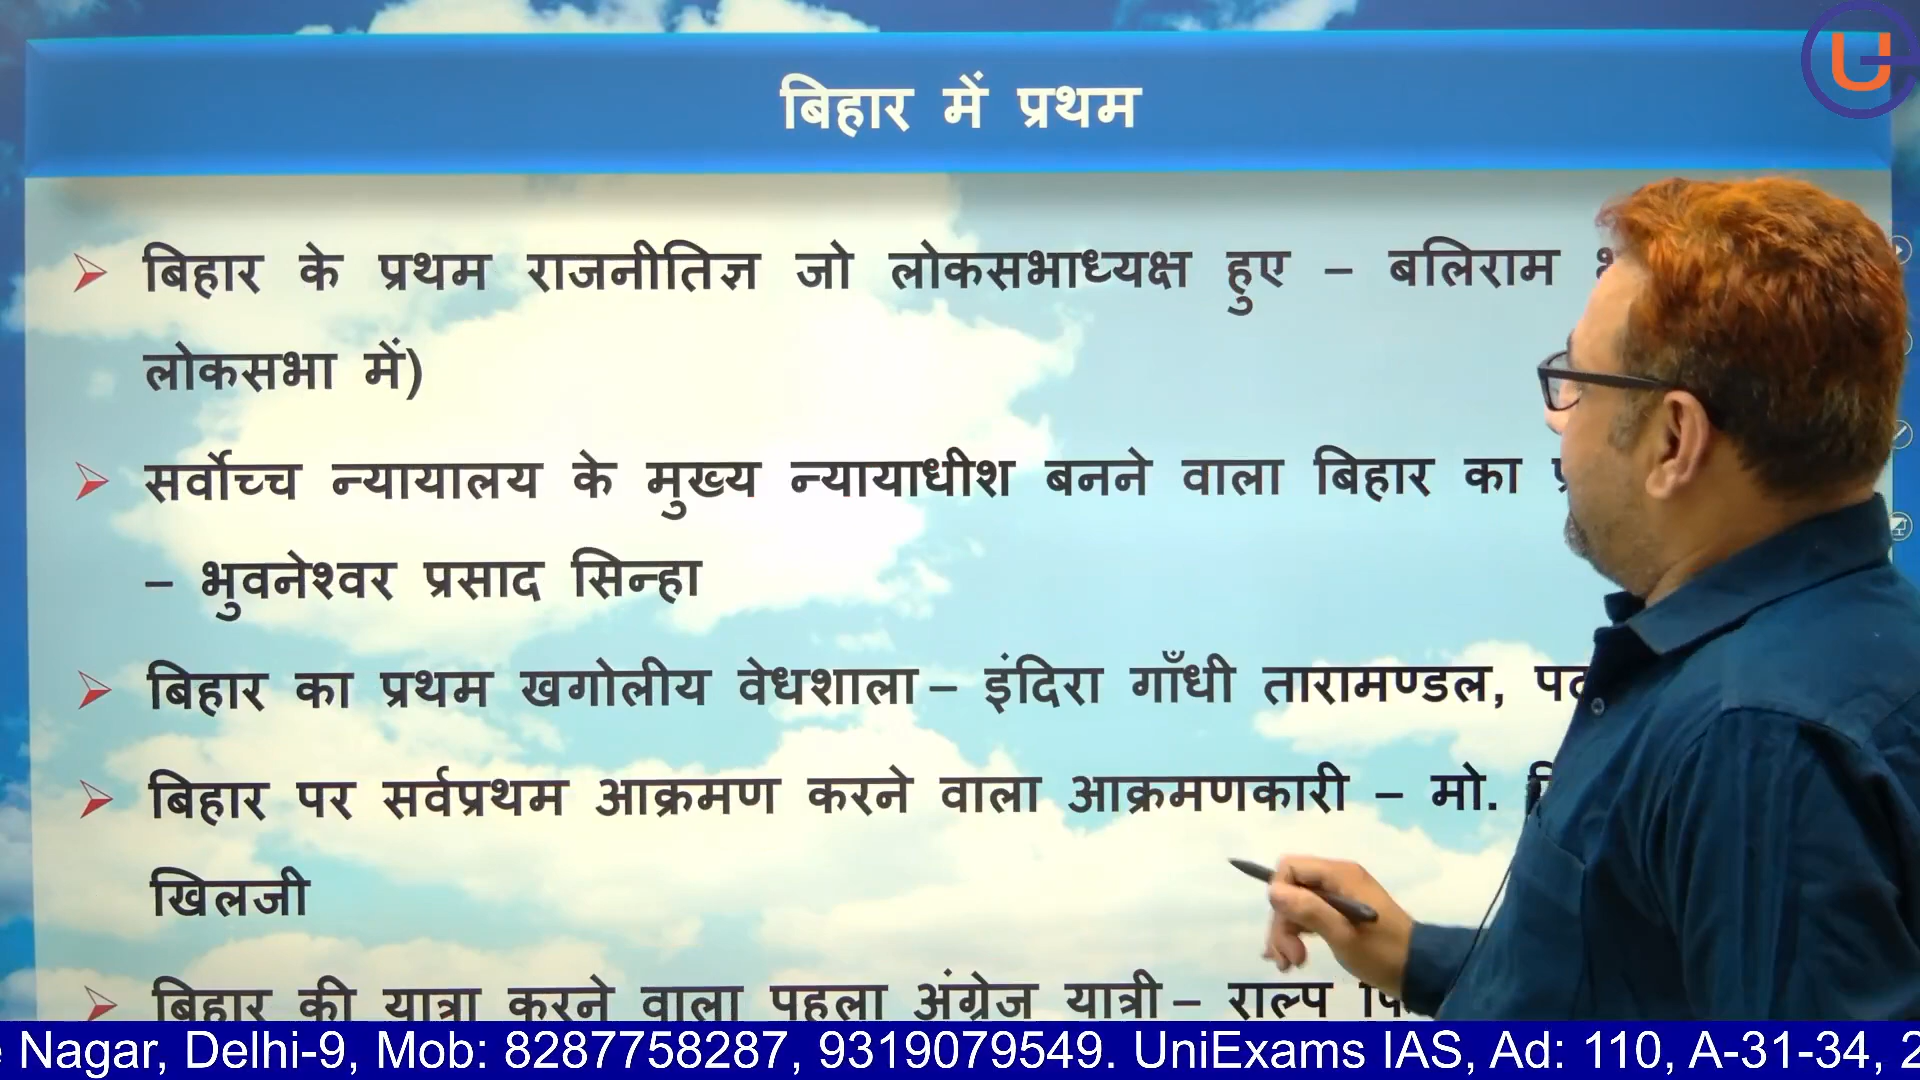 बिहार में प्रथम
बिहार के प्रथम राजनीतिज्ञ जो लोकसभाध्यक्ष हुए – बलिराम
लोकसभा में)
सर्वोच्च न्यायालय के मुख्य न्यायाधीश बनने वाला बिहार का
– भुवनेश्वर प्रसाद सिन्हा
बिहार का प्रथम खगोलीय वेधशाला – इंदिरा गाँधी तारामण्डल,
बिहार पर सर्वप्रथम आक्रमण करने वाला आक्रमणकारी – मो.
खिलजी
बिहार की यात्रा करने वाला पहला अंग्रेज यात्री – राल्प
Nagar, Delhi-9, Mob: 8287758287, 9319079549. UniExams IAS, Ad: 110, A-31-34,